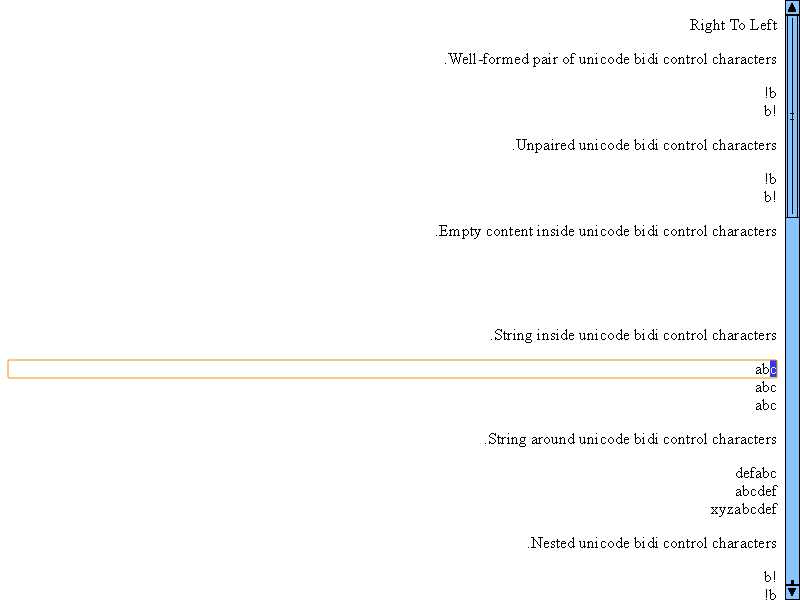 Right To Left
.Well-formed pair of unicode bidi control characters
!b
b!
.Unpaired unicode bidi control characters
!b
b!
.Empty content inside unicode bidi control characters
.String inside unicode bidi control characters
abc
abc
abc
.String around unicode bidi control characters
defabc
abcdef
xyzabcdef
.Nested unicode bidi control characters
b!
!b